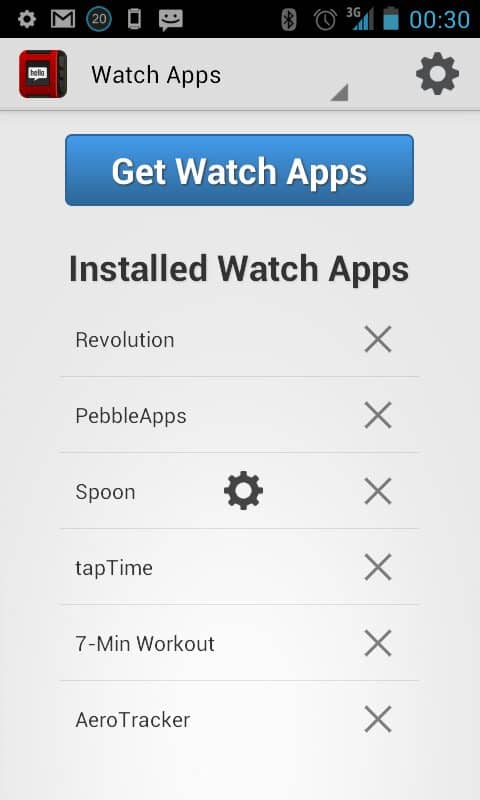 20
3G
00:30
hello
Watch Apps
Get Watch Apps
Installed Watch Apps
Revolution
PebbleApps
Spoon
tapTime
7-Min Workout
AeroTracker